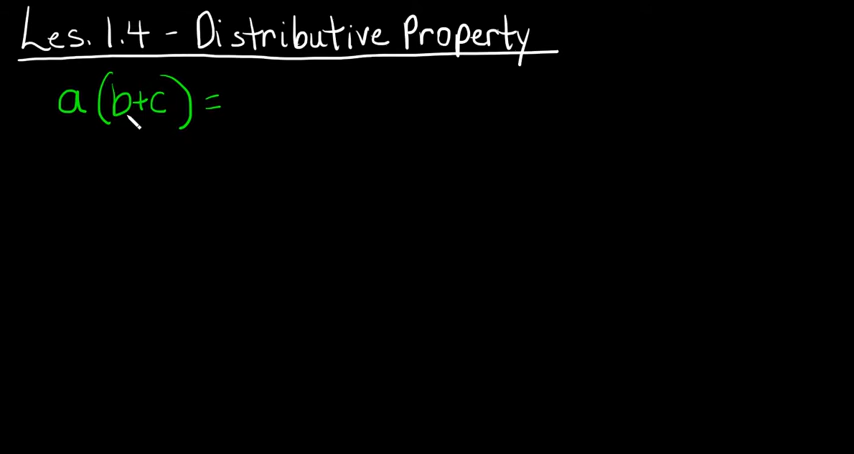 Les. 1.4 - Distributive Property
a(b+c) =